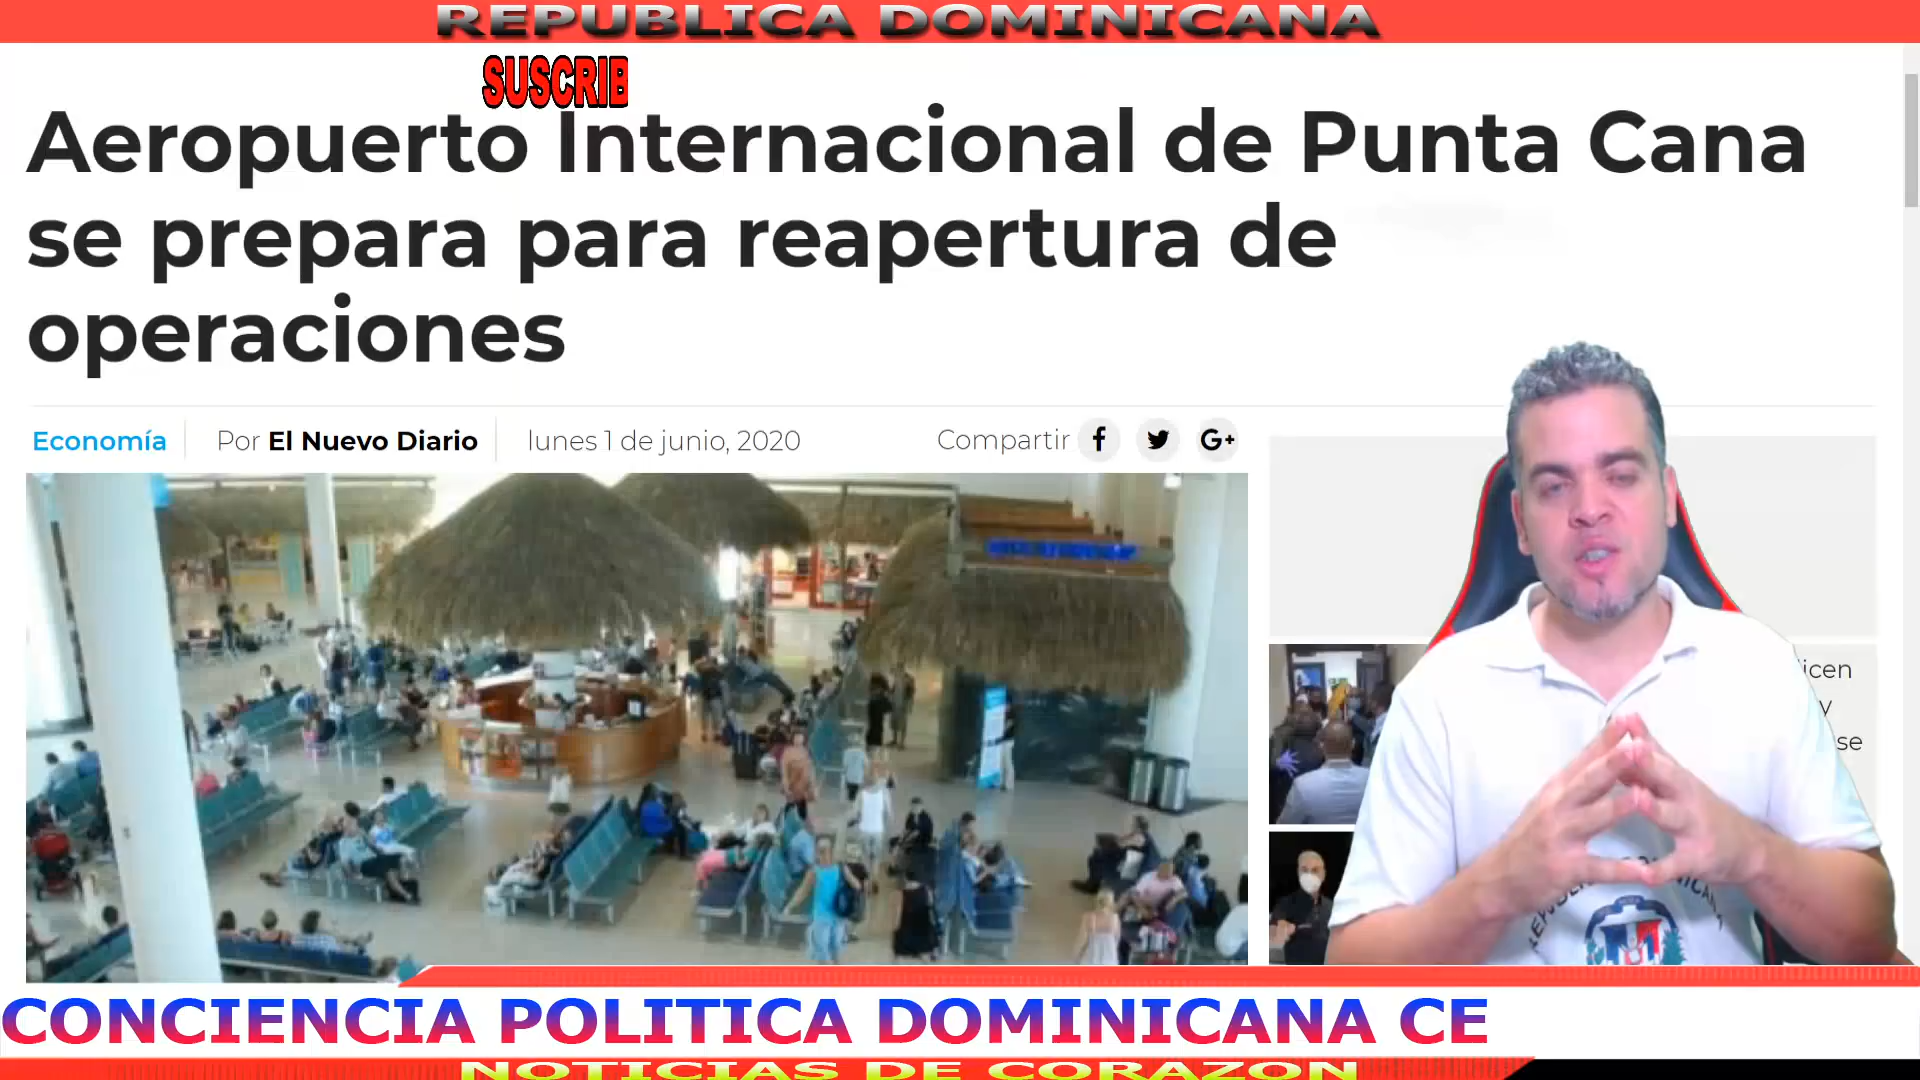 REPUBLICA DOMINICANA
SUSCRIB
Aeropuerto Internacional de Punta Cana
se prepara para reapertura de
operaciones
Economía
Por El Nuevo Diario
lunes 1 de junio, 2020
Compartir
f
G+
icen
y
se
CONCIENCIA POLITICA DOMINICANA CE
NOTICIAS DE CORAZON